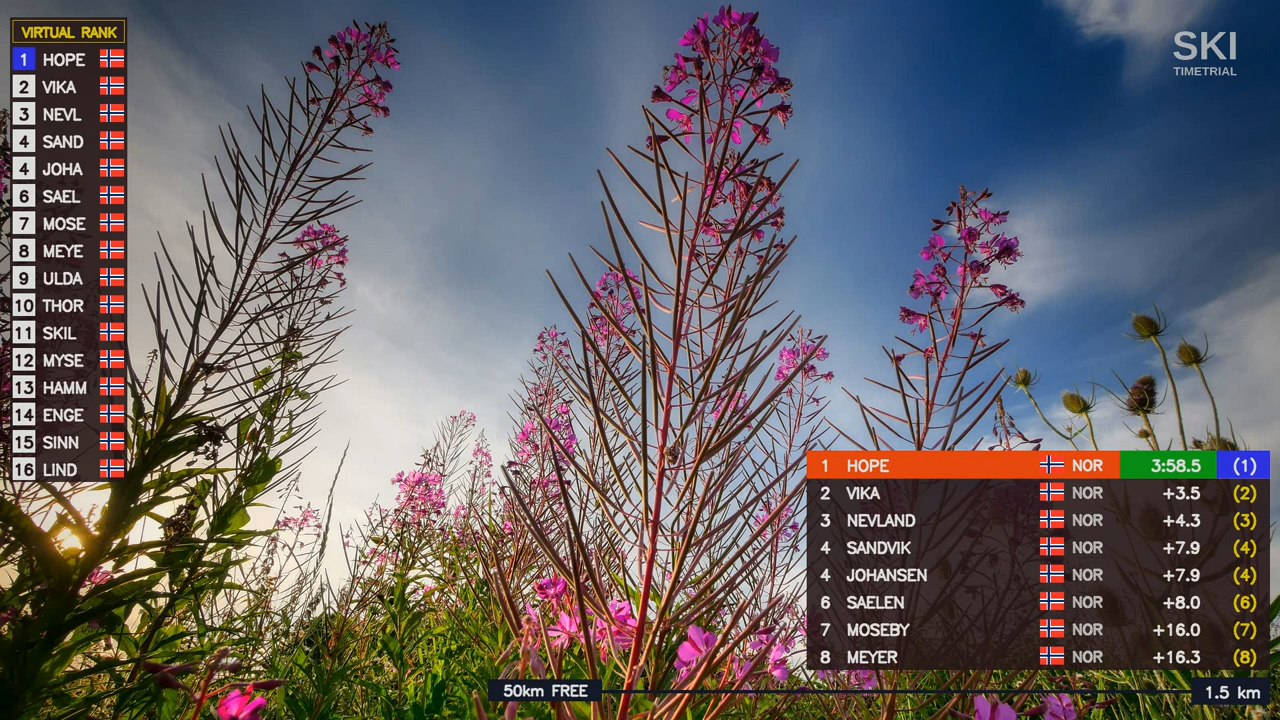 VIRTUAL RANK
1 HOPE
2 VIKA
3 NEVL
4 SAND
4 JOHA
6 SAEL
7 MOSE
8 MEYE
9 ULDA
10 THOR
11 SKIL
12 MYSE
13 HAMM
14 ENGE
15 SINN
16 LIND
SKI
TIMETRIAL
1 HOPE NOR 3:58.5 (1)
2 VIKA NOR +3.5 (2)
3 NEVLAND NOR +4.3 (3)
4 SANDVIK NOR +7.9 (4)
4 JOHANSEN NOR +7.9 (4)
6 SAELEN NOR +8.0 (6)
7 MOSEBY NOR +16.0 (7)
8 MEYER NOR +16.3 (8)
50km FREE
1.5 km